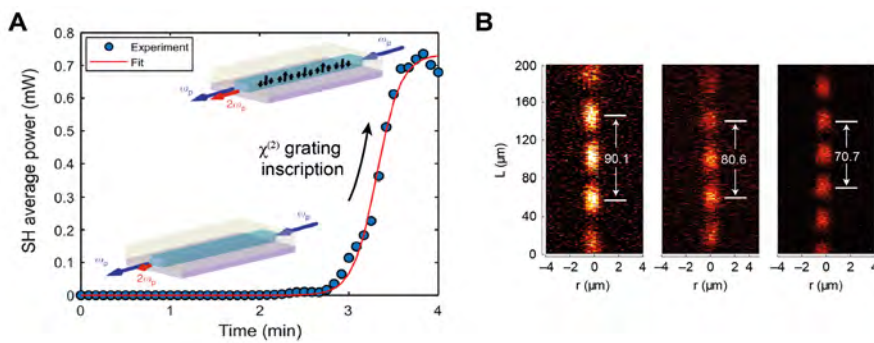 A
B
SH average power (mW)
0.8
0.7
0.6
0.5
0.4
0.3
0.2
0.1
0
Experiment
Fit
ωp
ωp
2ωp
χ(2) grating
inscription
ωp
ωp
2ωp
0 1 2 3 4
Time (min)
L (μm)
200
160
120
80
40
0
90.1
80.6
70.7
−4 −2 0 2 4
−4 −2 0 2 4
−4 −2 0 2 4
r (μm)
r (μm)
r (μm)